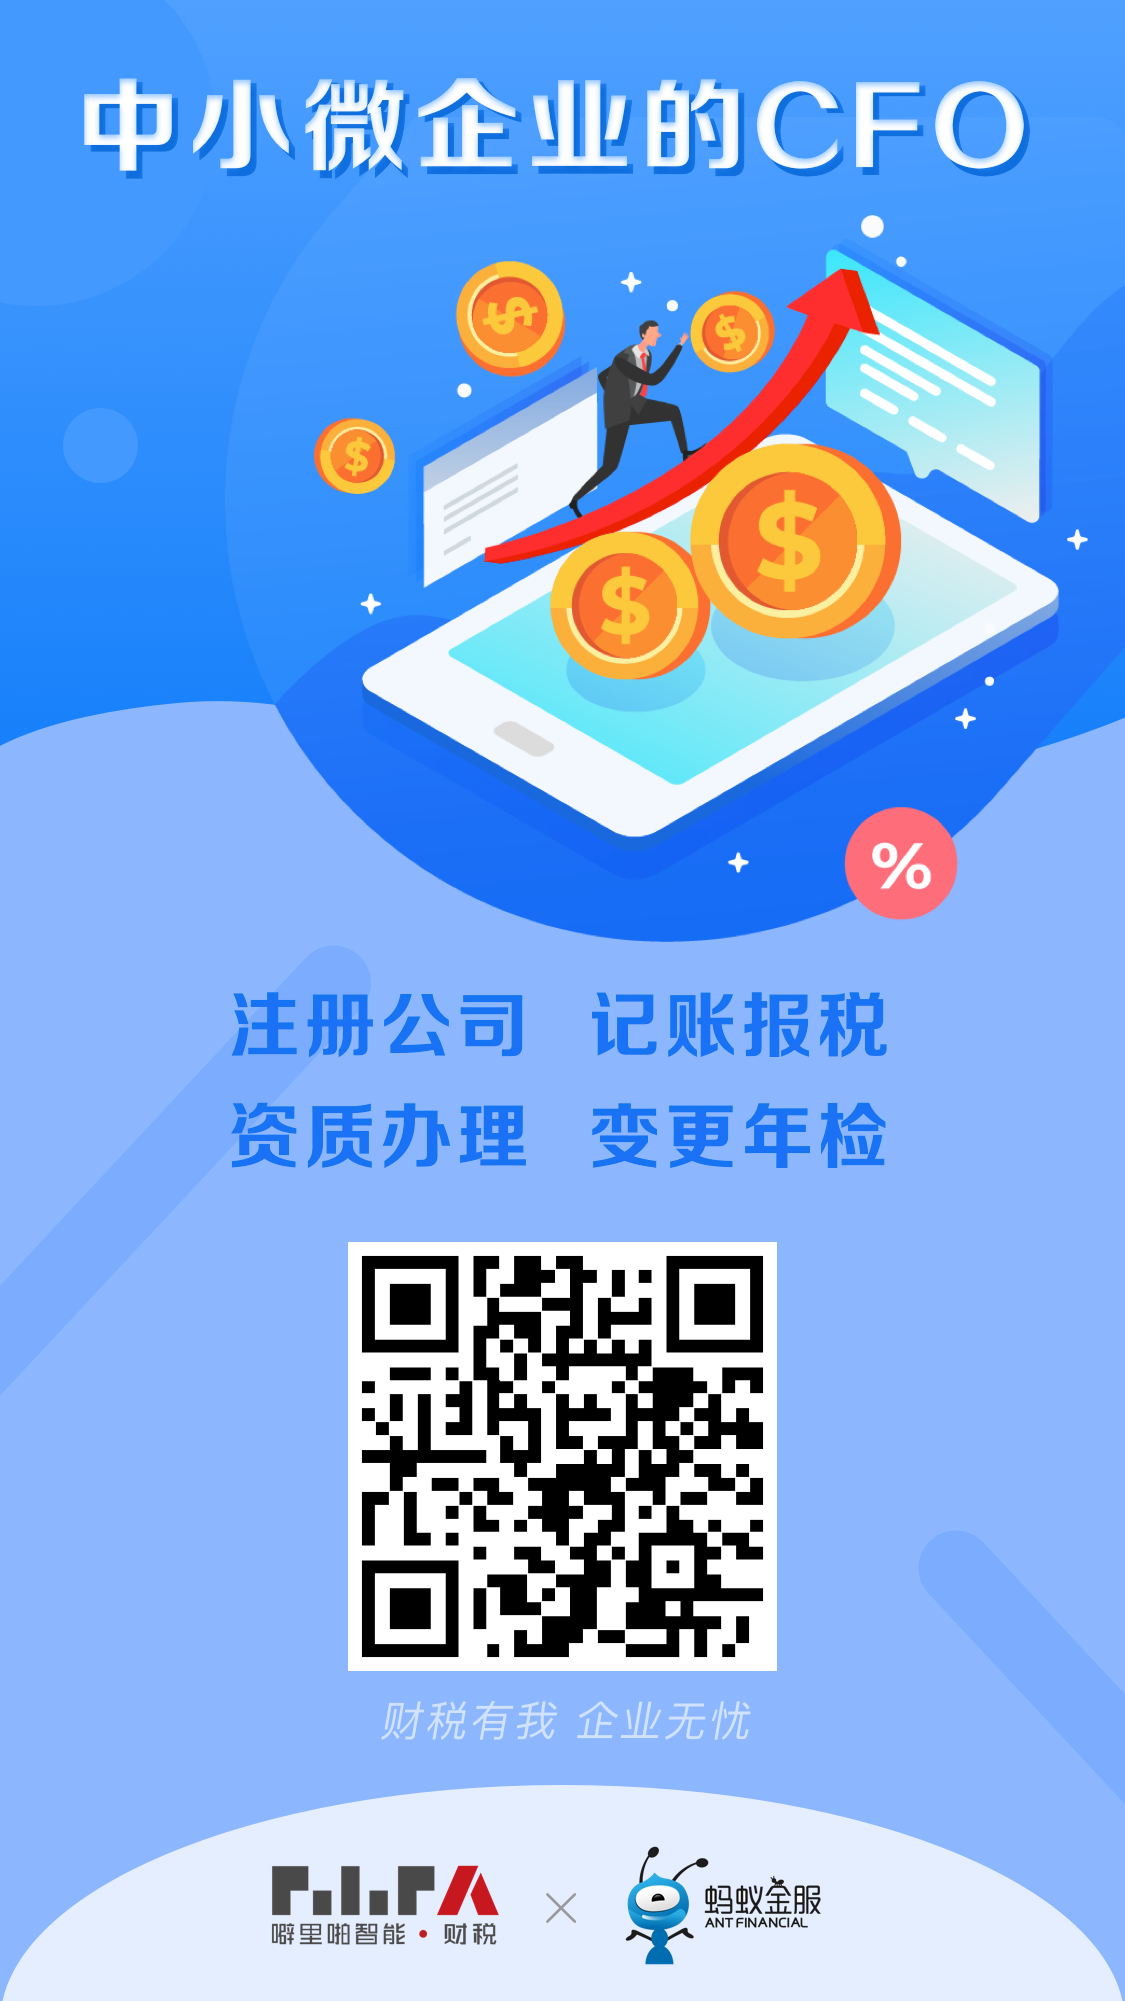 中小微企业的CFO
%
注册公司 记账报税
资质办理 变更年检
财税有我 企业无忧
噼里啪智能·财税
蚂蚁金服
ANT FINANCIAL